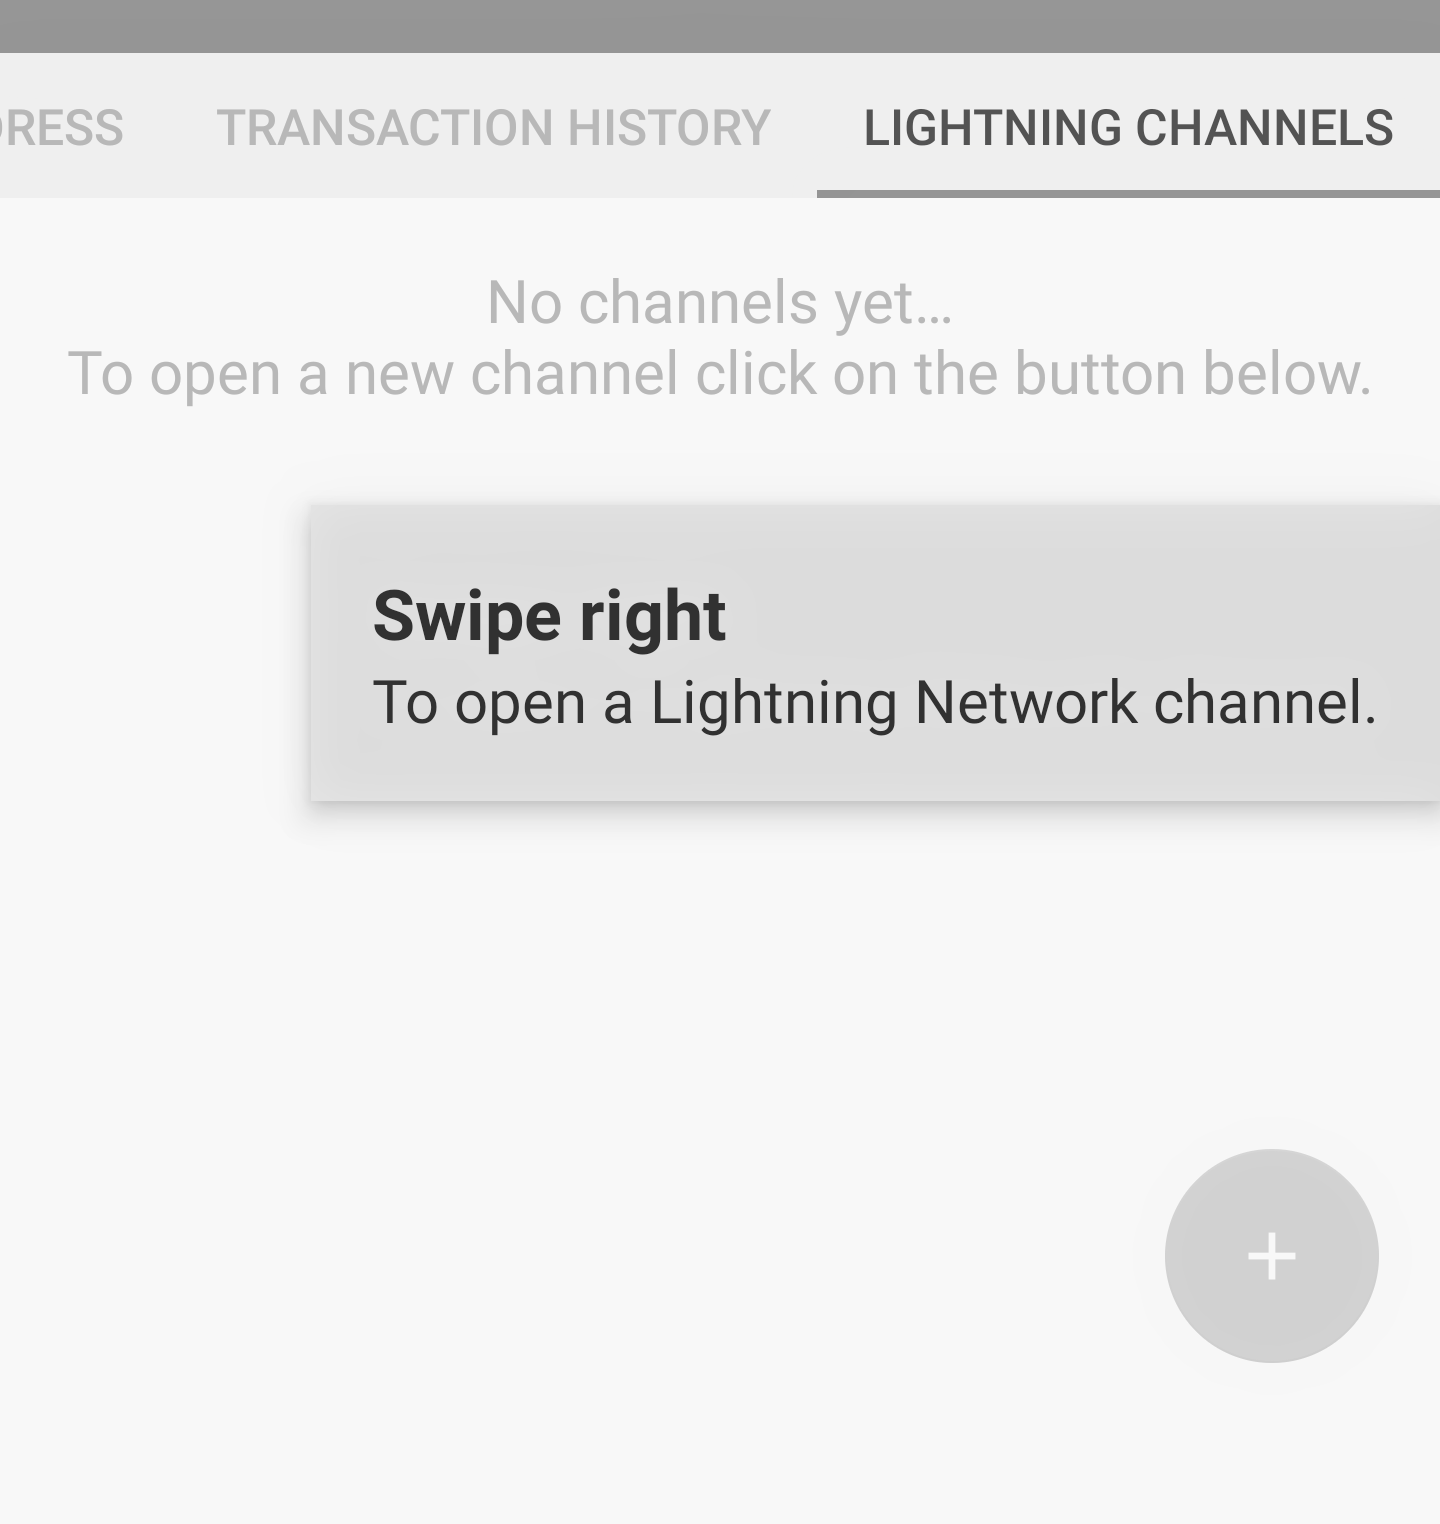 DRESS
TRANSACTION HISTORY
LIGHTNING CHANNELS
No channels yet…
To open a new channel click on the button below.
Swipe right
To open a Lightning Network channel.
+